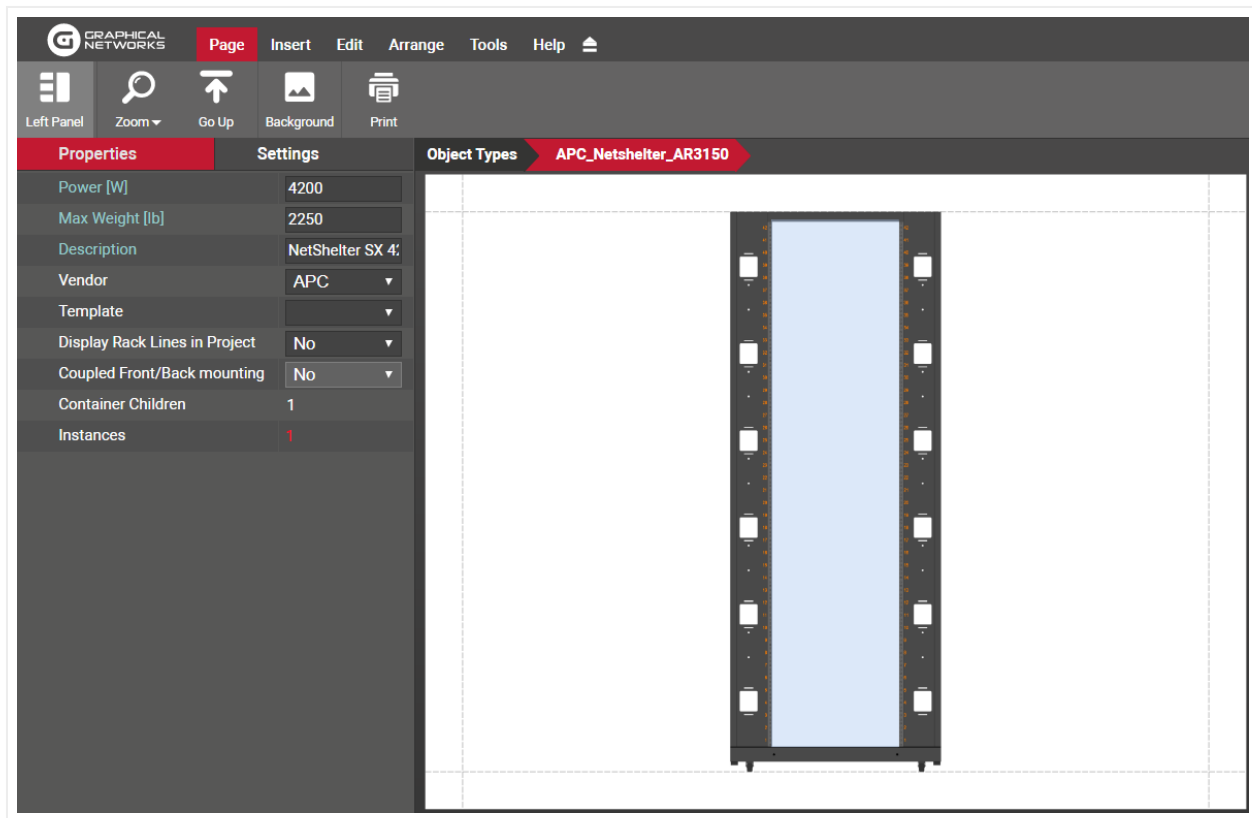 GRAPHICAL
NETWORKS
Page Insert Edit Arrange Tools Help
Left Panel Zoom Go Up Background Print
Properties Settings
Object Types APC_Netshelter_AR3150
Power [W] 4200
Max Weight [lb] 2250
Description NetShelter SX 42
Vendor APC
Template
Display Rack Lines in Project No
Coupled Front/Back mounting No
Container Children 1
Instances 1